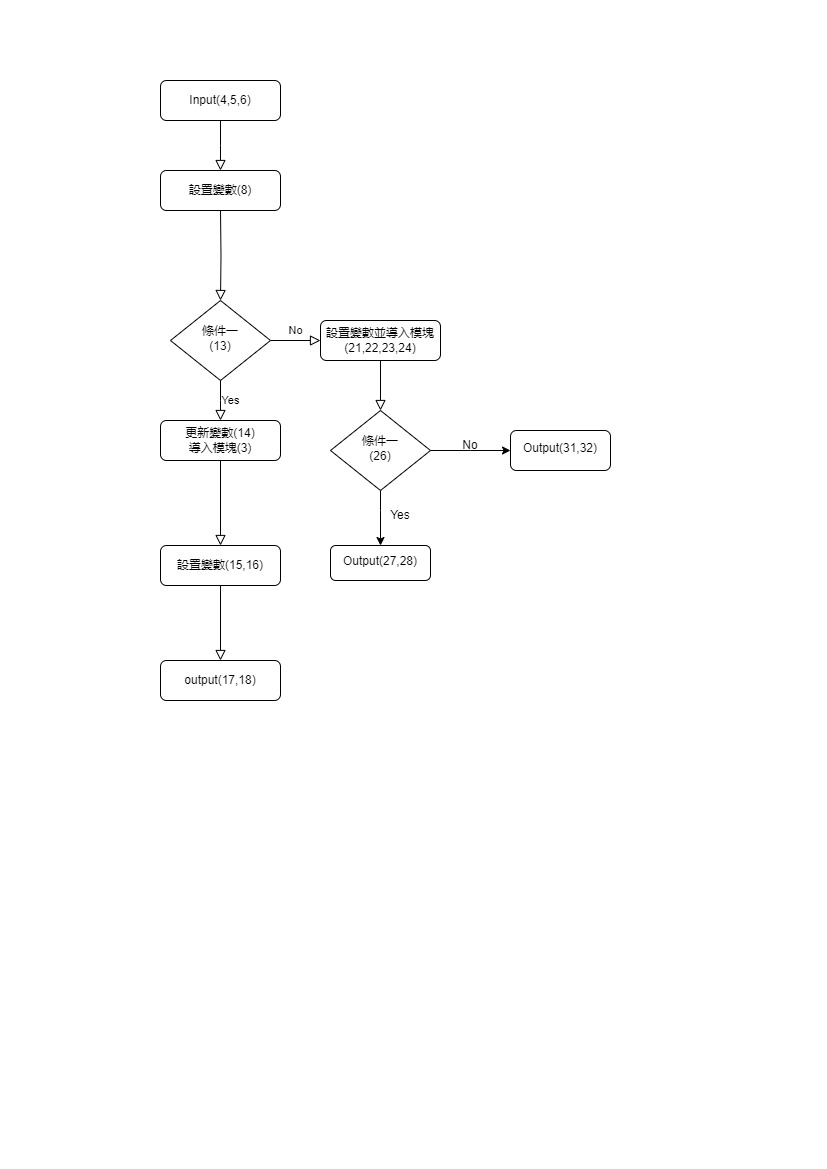 Input(4,5,6)
設置變數(8)
條件一
(13)
No
設置變數並導入模塊
(21,22,23,24)
Yes
更新變數(14)
導入模塊(3)
條件一
(26)
No
Output(31,32)
Yes
Output(27,28)
設置變數(15,16)
output(17,18)